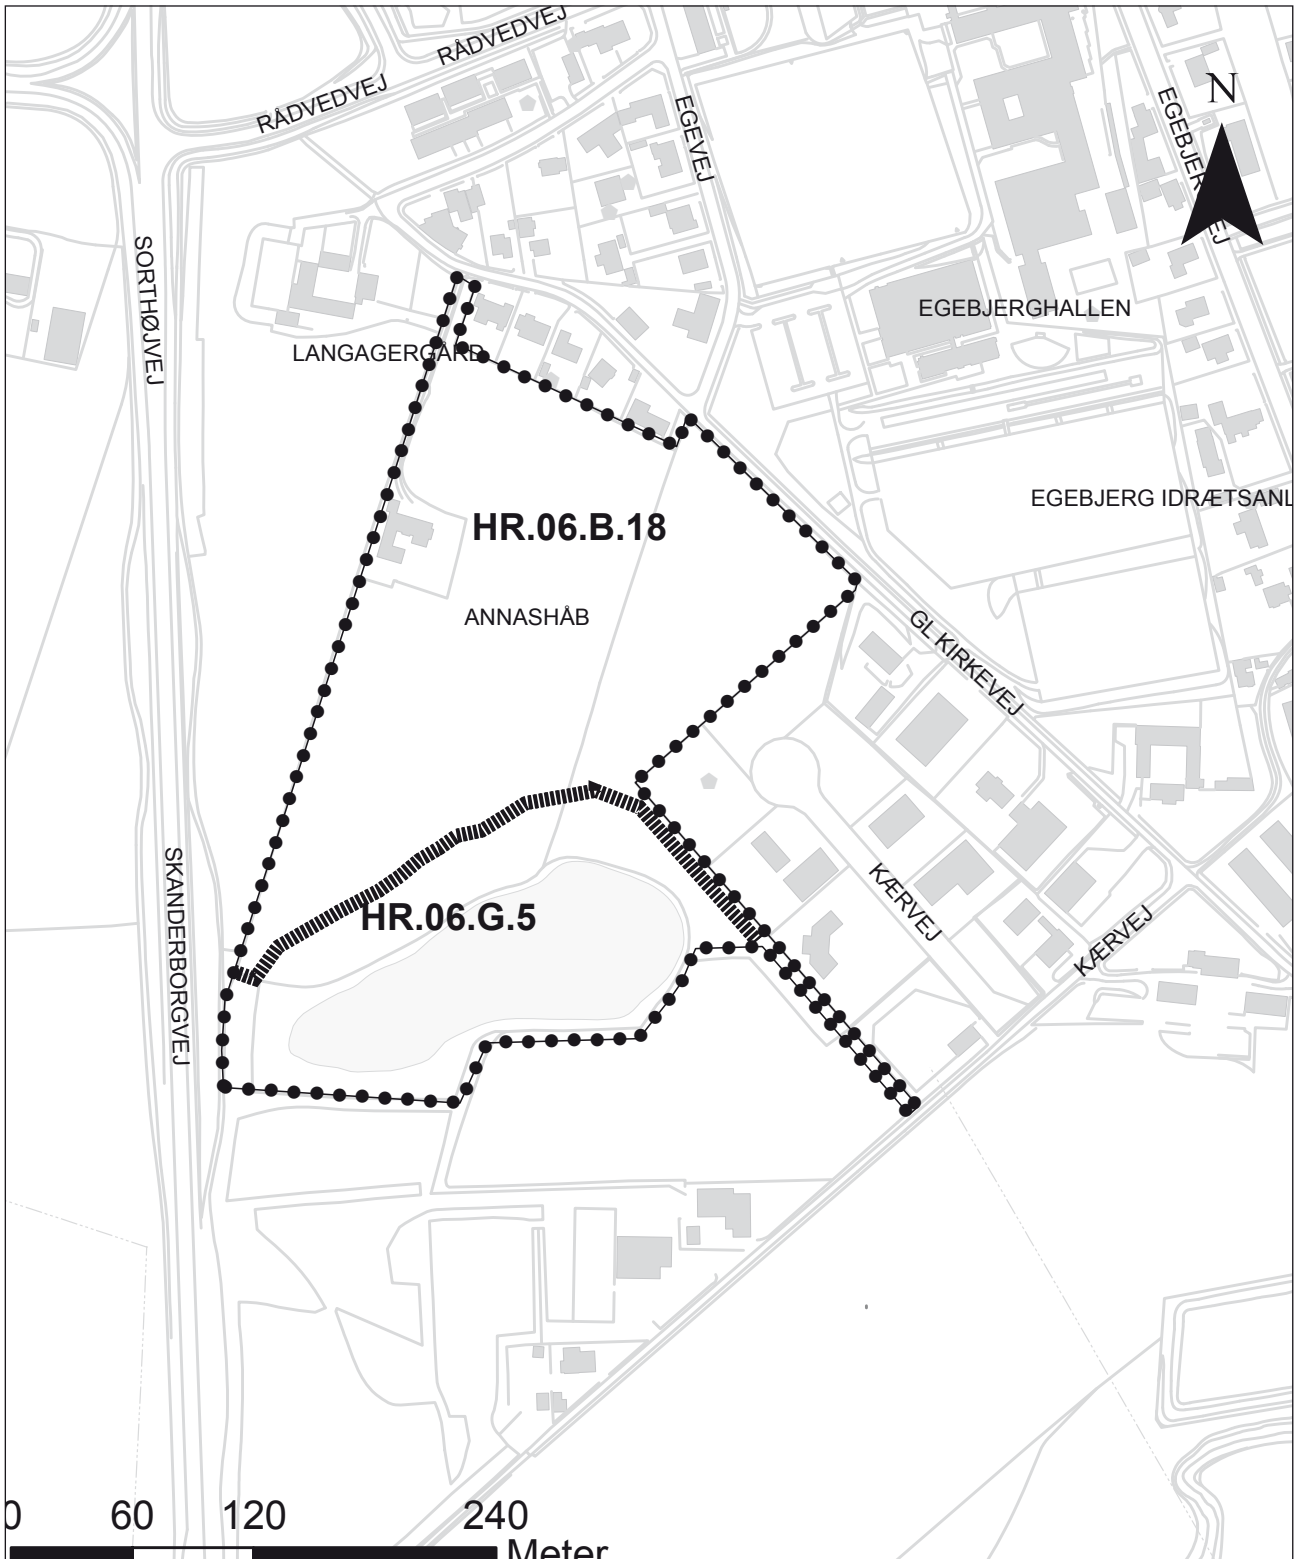 RÅDVEDVEJ
RÅDVEDVEJ
EGEVEJ
N
SORTHØJVEJ
EGEBJERGHALLEN
LANGAGERGÅRD
EGEBJERG IDRÆTSANL
HR.06.B.18
ANNASHÅB
GL KIRKEVEJ
SKANDERBORGVEJ
HR.06.G.5
KÆRVEJ
KÆRVEJ
0 60 120 240
Meter